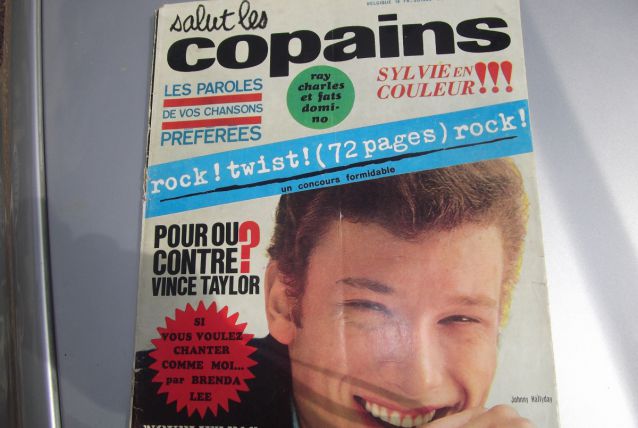 BELGIQUE
salut les
copains
LES PAROLES
DE VOS CHANSONS
PREFEREES
ray
charles
et fats
domi-
no
SYLVIE EN
COULEUR!!!
rock! twist! (72 pages) rock!
un concours formidable
POUR OU
CONTRE?
VINCE TAYLOR
SI
VOUS VOULEZ
CHANTER
COMME MOI...
par BRENDA
LEE
Johnny Hallyday